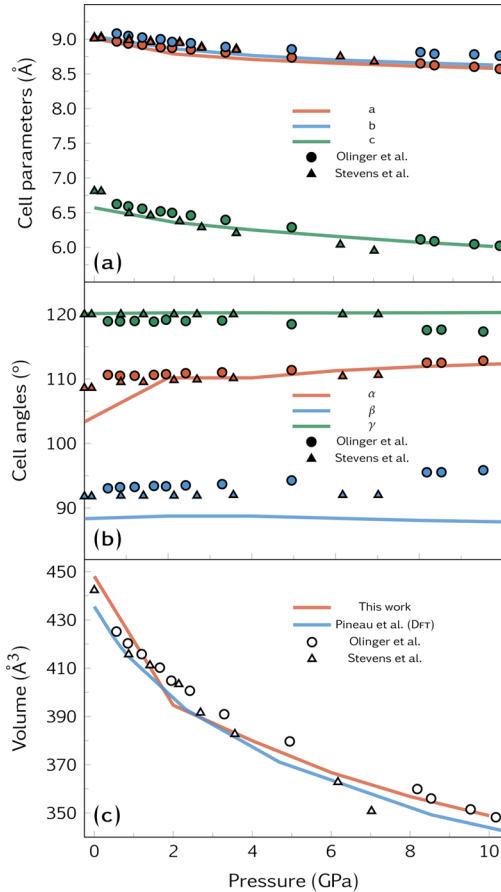 9.0
8.5
8.0
7.5
7.0
6.5
6.0
Cell parameters (Å)
a
b
c
Olinger et al.
Stevens et al.
(a)
120
110
100
90
Cell angles (º)
α
β
γ
Olinger et al.
Stevens et al.
(b)
450
430
410
390
370
350
Volume (Å³)
This work
Pineau et al. (DFT)
Olinger et al.
Stevens et al.
(c)
0 2 4 6 8 10
Pressure (GPa)